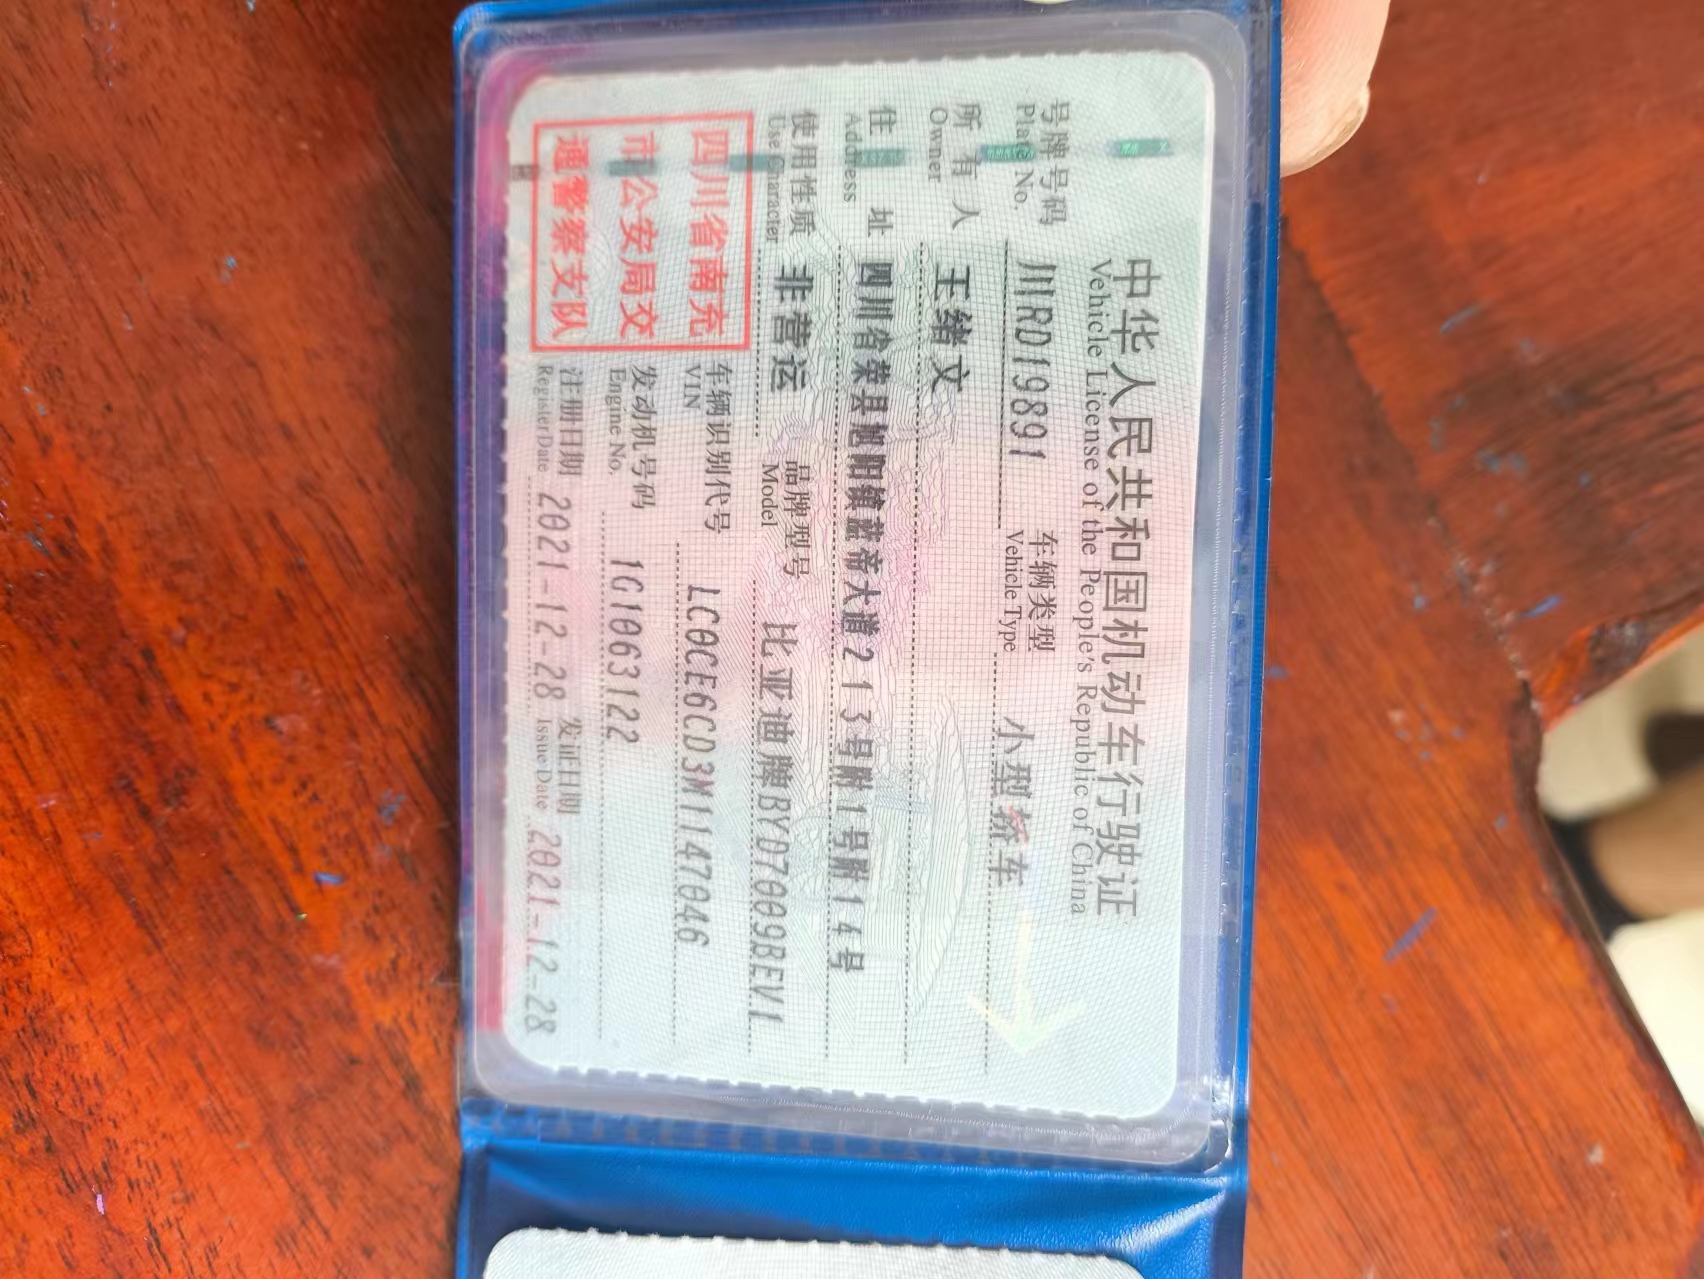 中华人民共和国机动车行驶证
Vehicle License of the People's Republic of China
号牌号码 川RD19891 车辆类型 小型轿车
Plate No. Vehicle Type
所有人 王绪文
Owner
住址 四川省荣县旭阳镇蓝帝大道213号附1号附14号
Address
使用性质 非营运 品牌型号 比亚迪牌BYD7009BEV1
Use Character Model
四川省南充
市公安局交
通警察支队
车辆识别代号 LC0CE6CD3M1147046
VIN
发动机号码 1G1063122
Engine No.
注册日期 2021-12-28 发证日期 2021-12-28
Register Date Issue Date